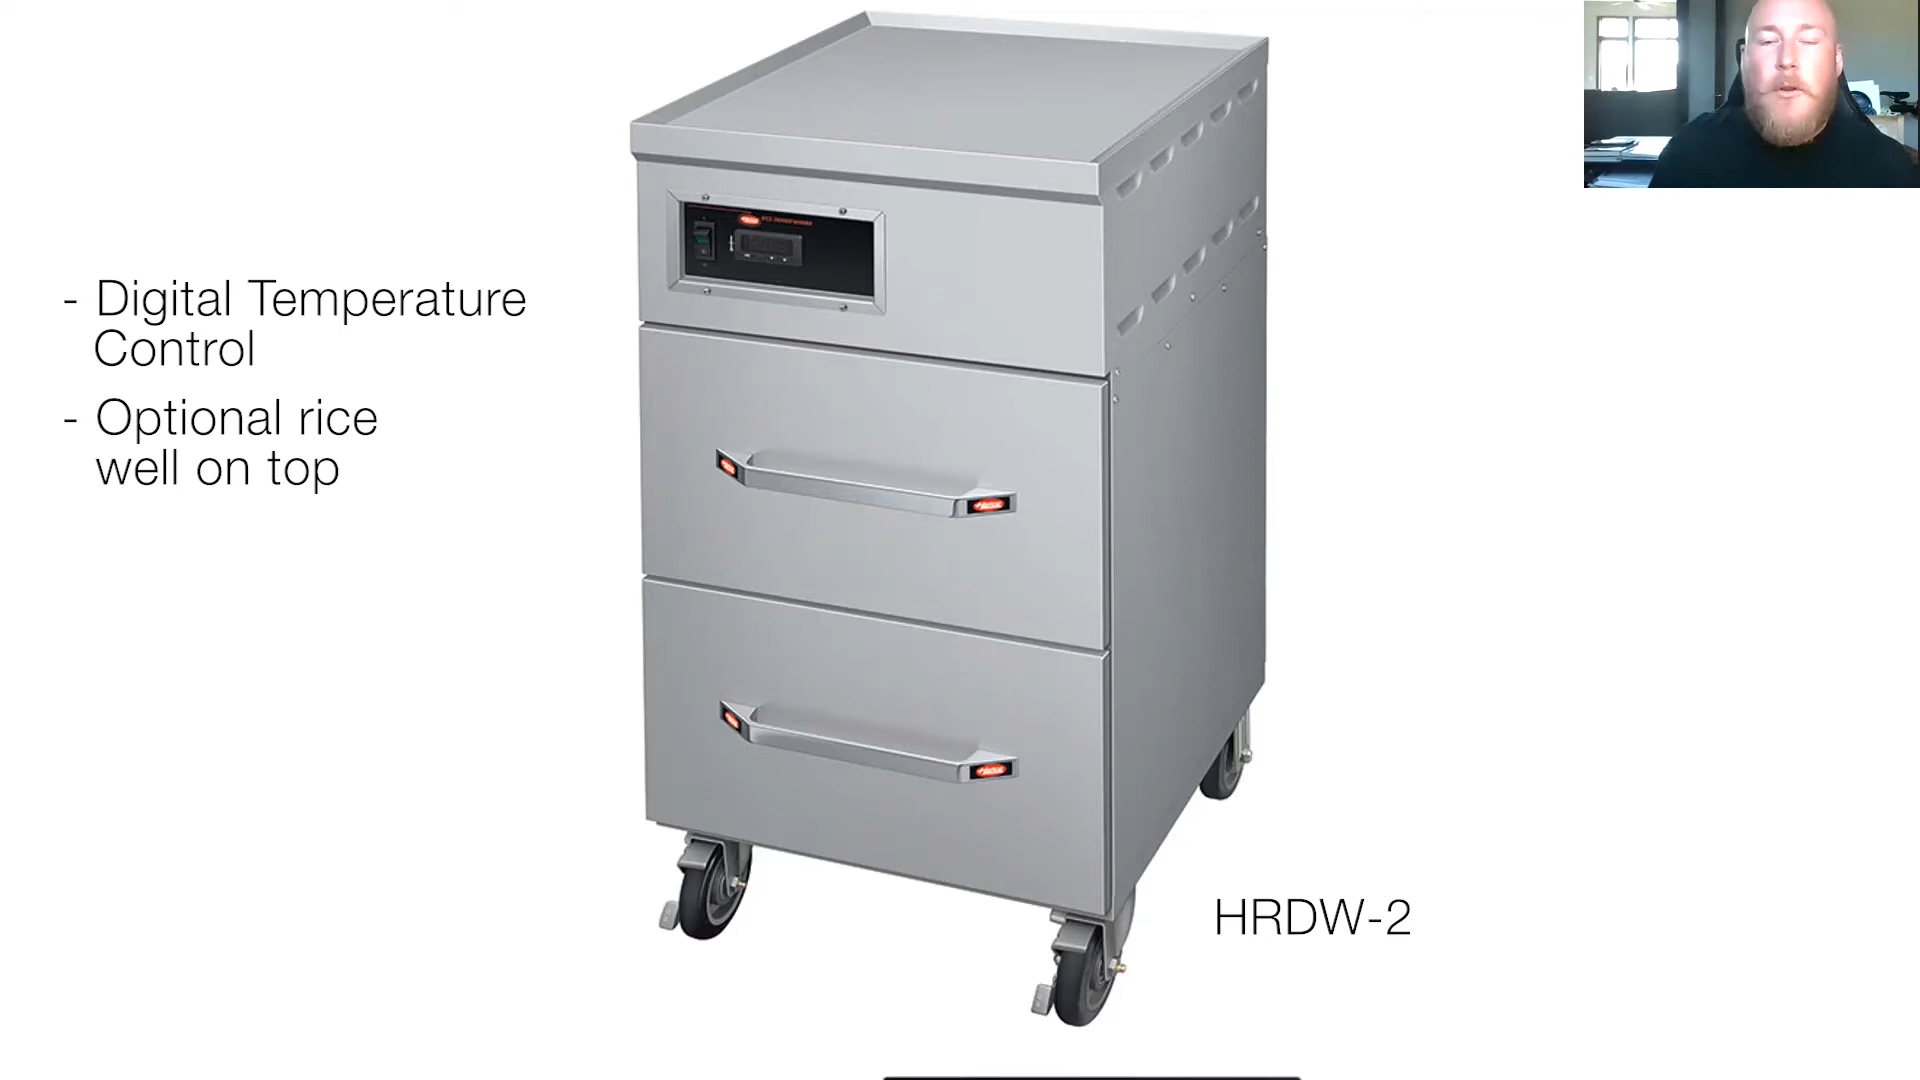 - Digital Temperature
Control
- Optional rice
well on top
HRDW-2